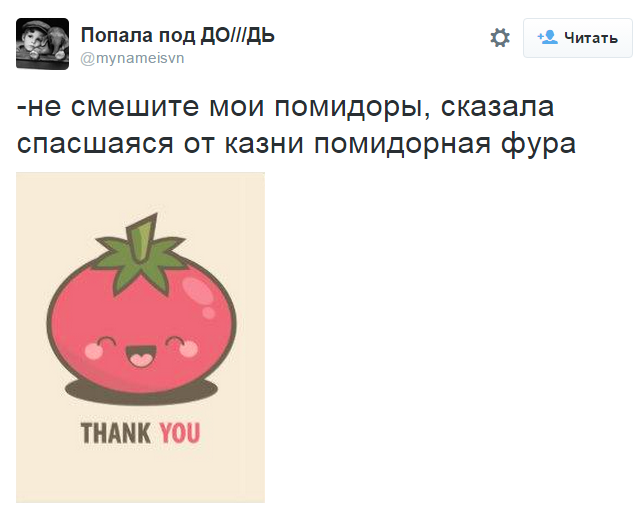 Попала под ДО///ДЬ
@mynameisvn
Читать
-не смешите мои помидоры, сказала
спасшаяся от казни помидорная фура
THANK YOU